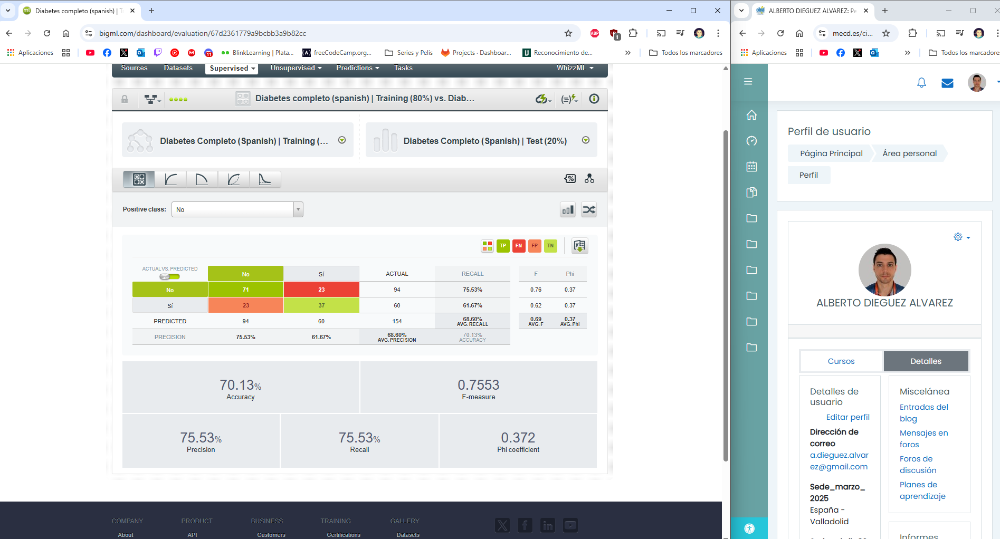 Diabetes completo (spanish) | T
bigml.com/dashboard/evaluation/67d2361779a9bcbb3a9b82cc
ABP
1
Aplicaciones
11
BlinkLearning | Plata...
freeCodeCamp.org...
Series y Pelis
Projects · Dashboar...
Reconocimiento de...
»
Todos los marcadores
Sources
Datasets
Supervised
Unsupervised
Predictions
Tasks
WhizzML
Diabetes completo (spanish) | Training (80%) vs. Diab...
Diabetes Completo (Spanish) | Training (...
Diabetes Completo (Spanish) | Test (20%)
Positive class:
No
TP
FN
FP
TN
ACTUAL VS. PREDICTED
No
Sí
ACTUAL
RECALL
F
Phi
No
71
23
94
75.53%
0.76
0.37
Sí
23
37
60
61.67%
0.62
0.37
PREDICTED
94
60
154
68.60%
AVG. RECALL
0.69
AVG. F
0.37
AVG. Phi
PRECISION
75.53%
61.67%
68.60%
AVG. PRECISION
70.13%
ACCURACY
70.13%
Accuracy
0.7553
F-measure
75.53%
Precision
75.53%
Recall
0.372
Phi coefficient
COMPANY
PRODUCT
BUSINESS
TRAINING
GALLERY
About
API
Customers
Certifications
Datasets
ALBERTO DIEGUEZ ALVAREZ: Pe
mecd.es/ci...
Aplicaciones
»
Todos los marcadores
Perfil de usuario
Página Principal
Área personal
Perfil
ALBERTO DIEGUEZ ALVAREZ
Cursos
Detalles
Detalles de
usuario
Editar perfil
Dirección de
correo
a.dieguez.alvar
ez@gmail.com
Sede_marzo_
2025
España -
Valladolid
Miscelánea
Entradas del
blog
Mensajes en
foros
Foros de
discusión
Planes de
aprendizaje
Informes